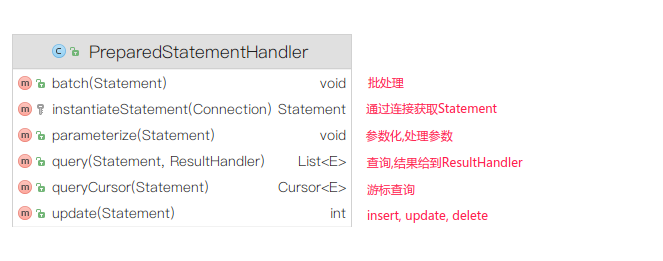 C PreparedStatementHandler
m batch(Statement) void 批处理
m instantiateStatement(Connection) Statement 通过连接获取Statement
m parameterize(Statement) void 参数化,处理参数
m query(Statement, ResultHandler) List<E> 查询,结果给到ResultHandler
m queryCursor(Statement) Cursor<E> 游标查询
m update(Statement) int insert, update, delete